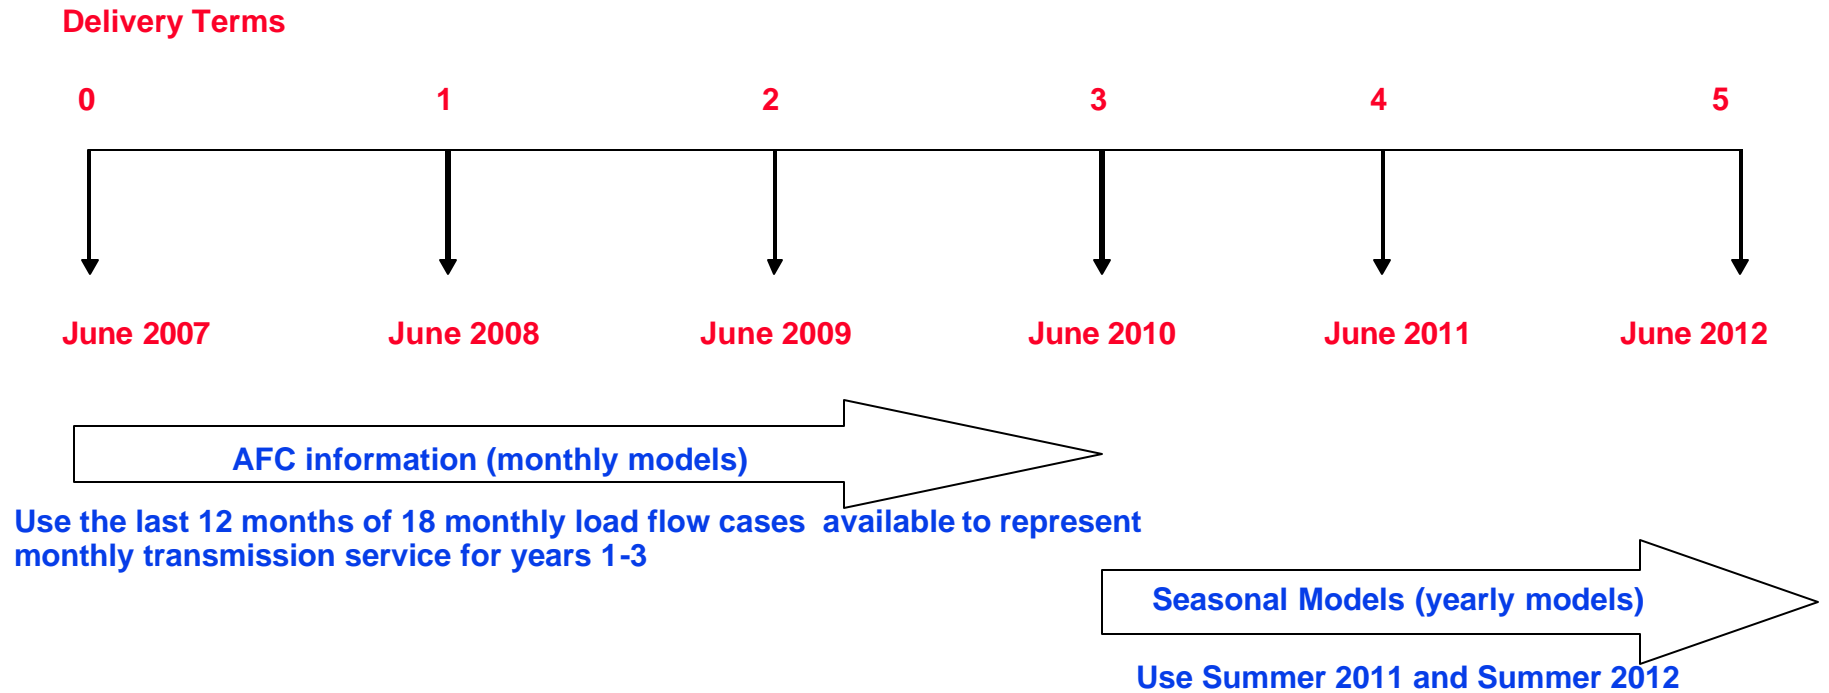 Delivery Terms
0 1 2 3 4 5
June 2007 June 2008 June 2009 June 2010 June 2011 June 2012
AFC information (monthly models)
Use the last 12 months of 18 monthly load flow cases  available to represent
monthly transmission service for years 1-3
Seasonal Models (yearly models)
Use Summer 2011 and Summer 2012